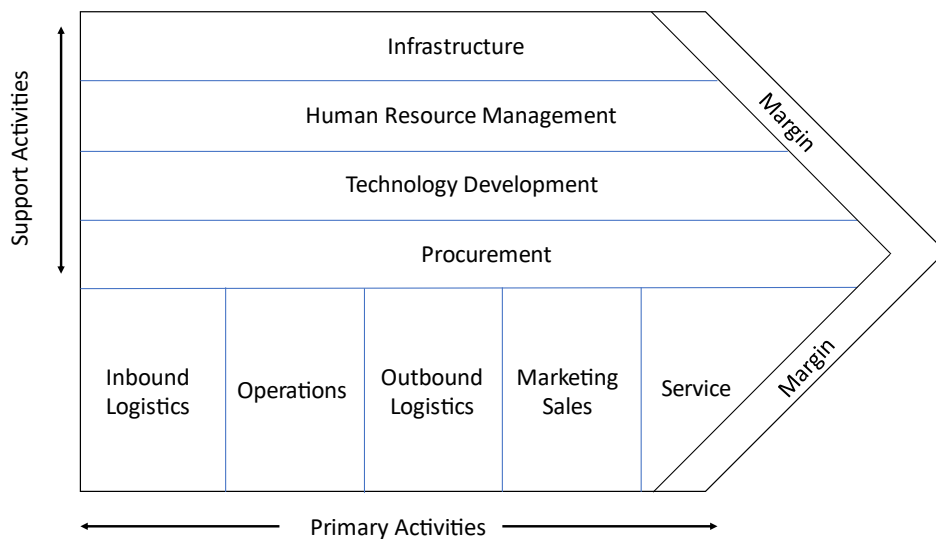 Infrastructure
Human Resource Management
Technology Development
Procurement
Support Activities
Margin
Inbound
Logistics
Operations
Outbound
Logistics
Marketing
Sales
Service
Margin
Primary Activities